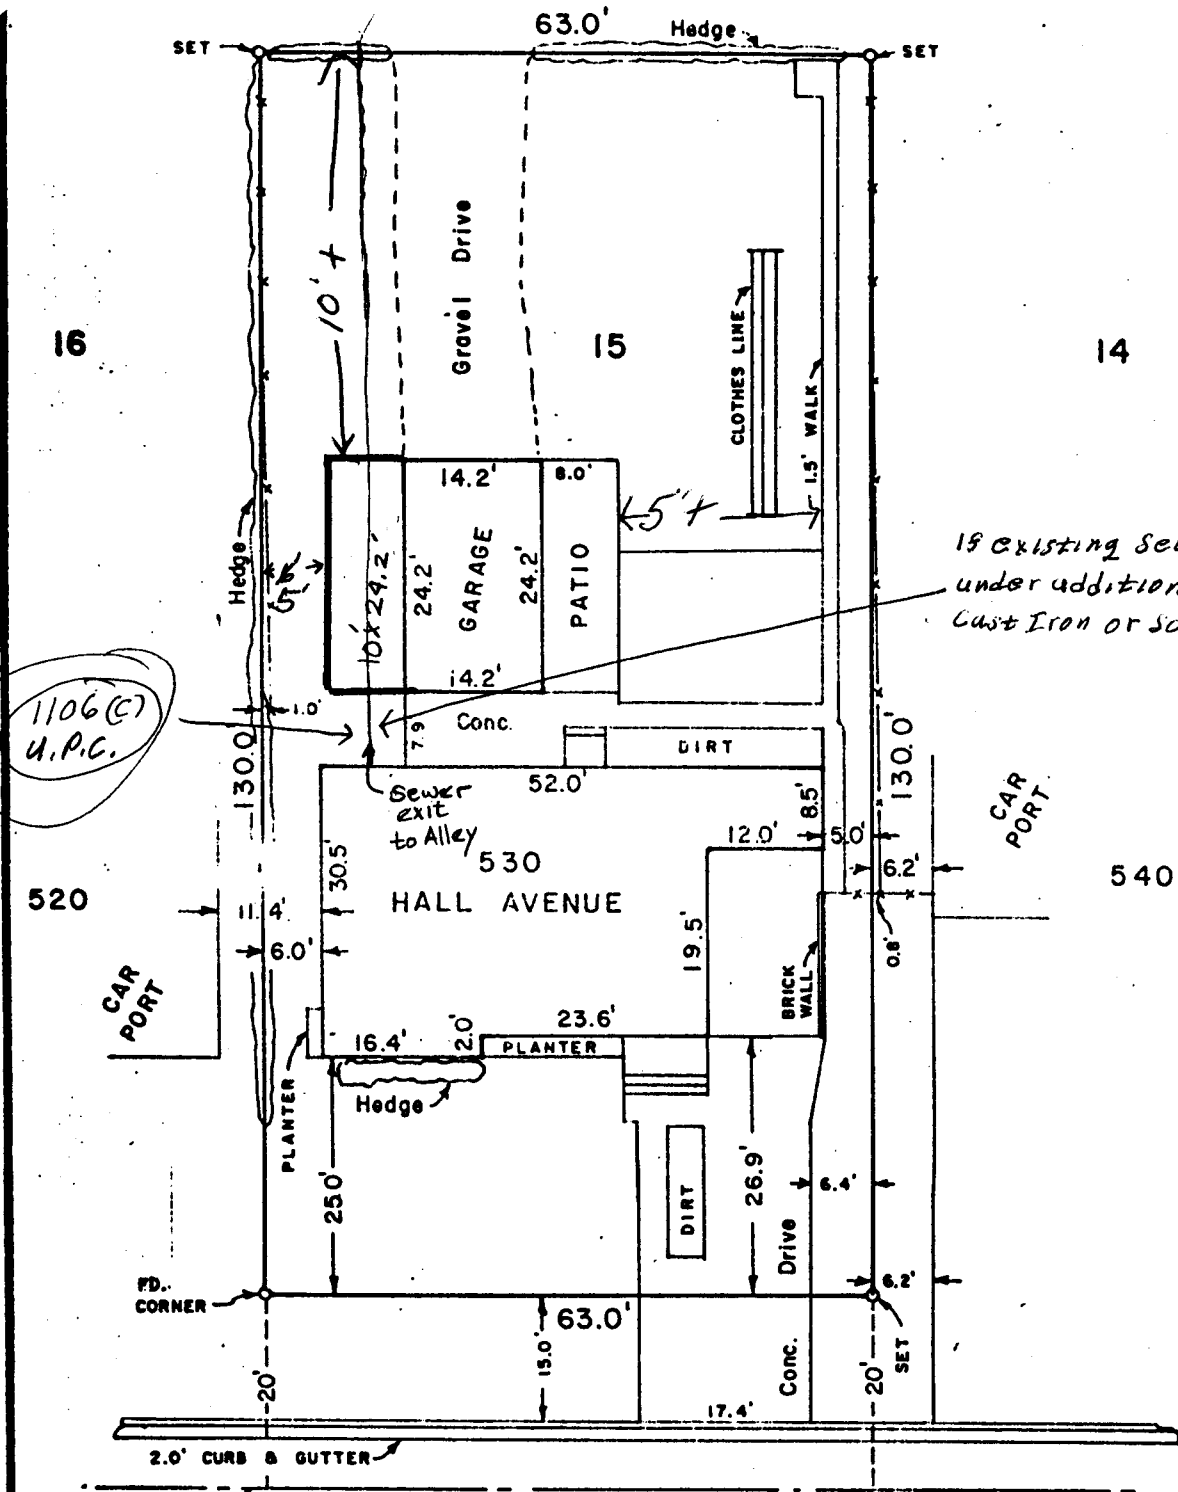 63.0'
Hedge
SET
SET
10' +
Gravel Drive
16
15
14
CLOTHES LINE
1.5' WALK
14.2'
8.0'
5'+
Hedge
10' x 24.2'
24.2'
GARAGE
24.2'
PATIO
If existing
under addition
Cast Iron or
14.2'
1106 (C)
U.P.C.
1.0'
Conc.
7.9
DIRT
130.0'
130.0'
52.0'
Sewer
exit
to Alley
8.5'
CAR
PORT
12.0'
5.0'
530
6.2'
30.5'
520
540
HALL AVENUE
11.4'
6.0'
19.5'
0.8'
CAR
PORT
BRICK
WALL
23.6'
16.4'
2.0'
PLANTER
PLANTER
Hedge
25.0'
26.9'
6.4'
DIRT
Drive
FD.
CORNER
6.2'
63.0'
15.0'
SET
20'
Conc.
20'
17.4'
2.0' CURB & GUTTER